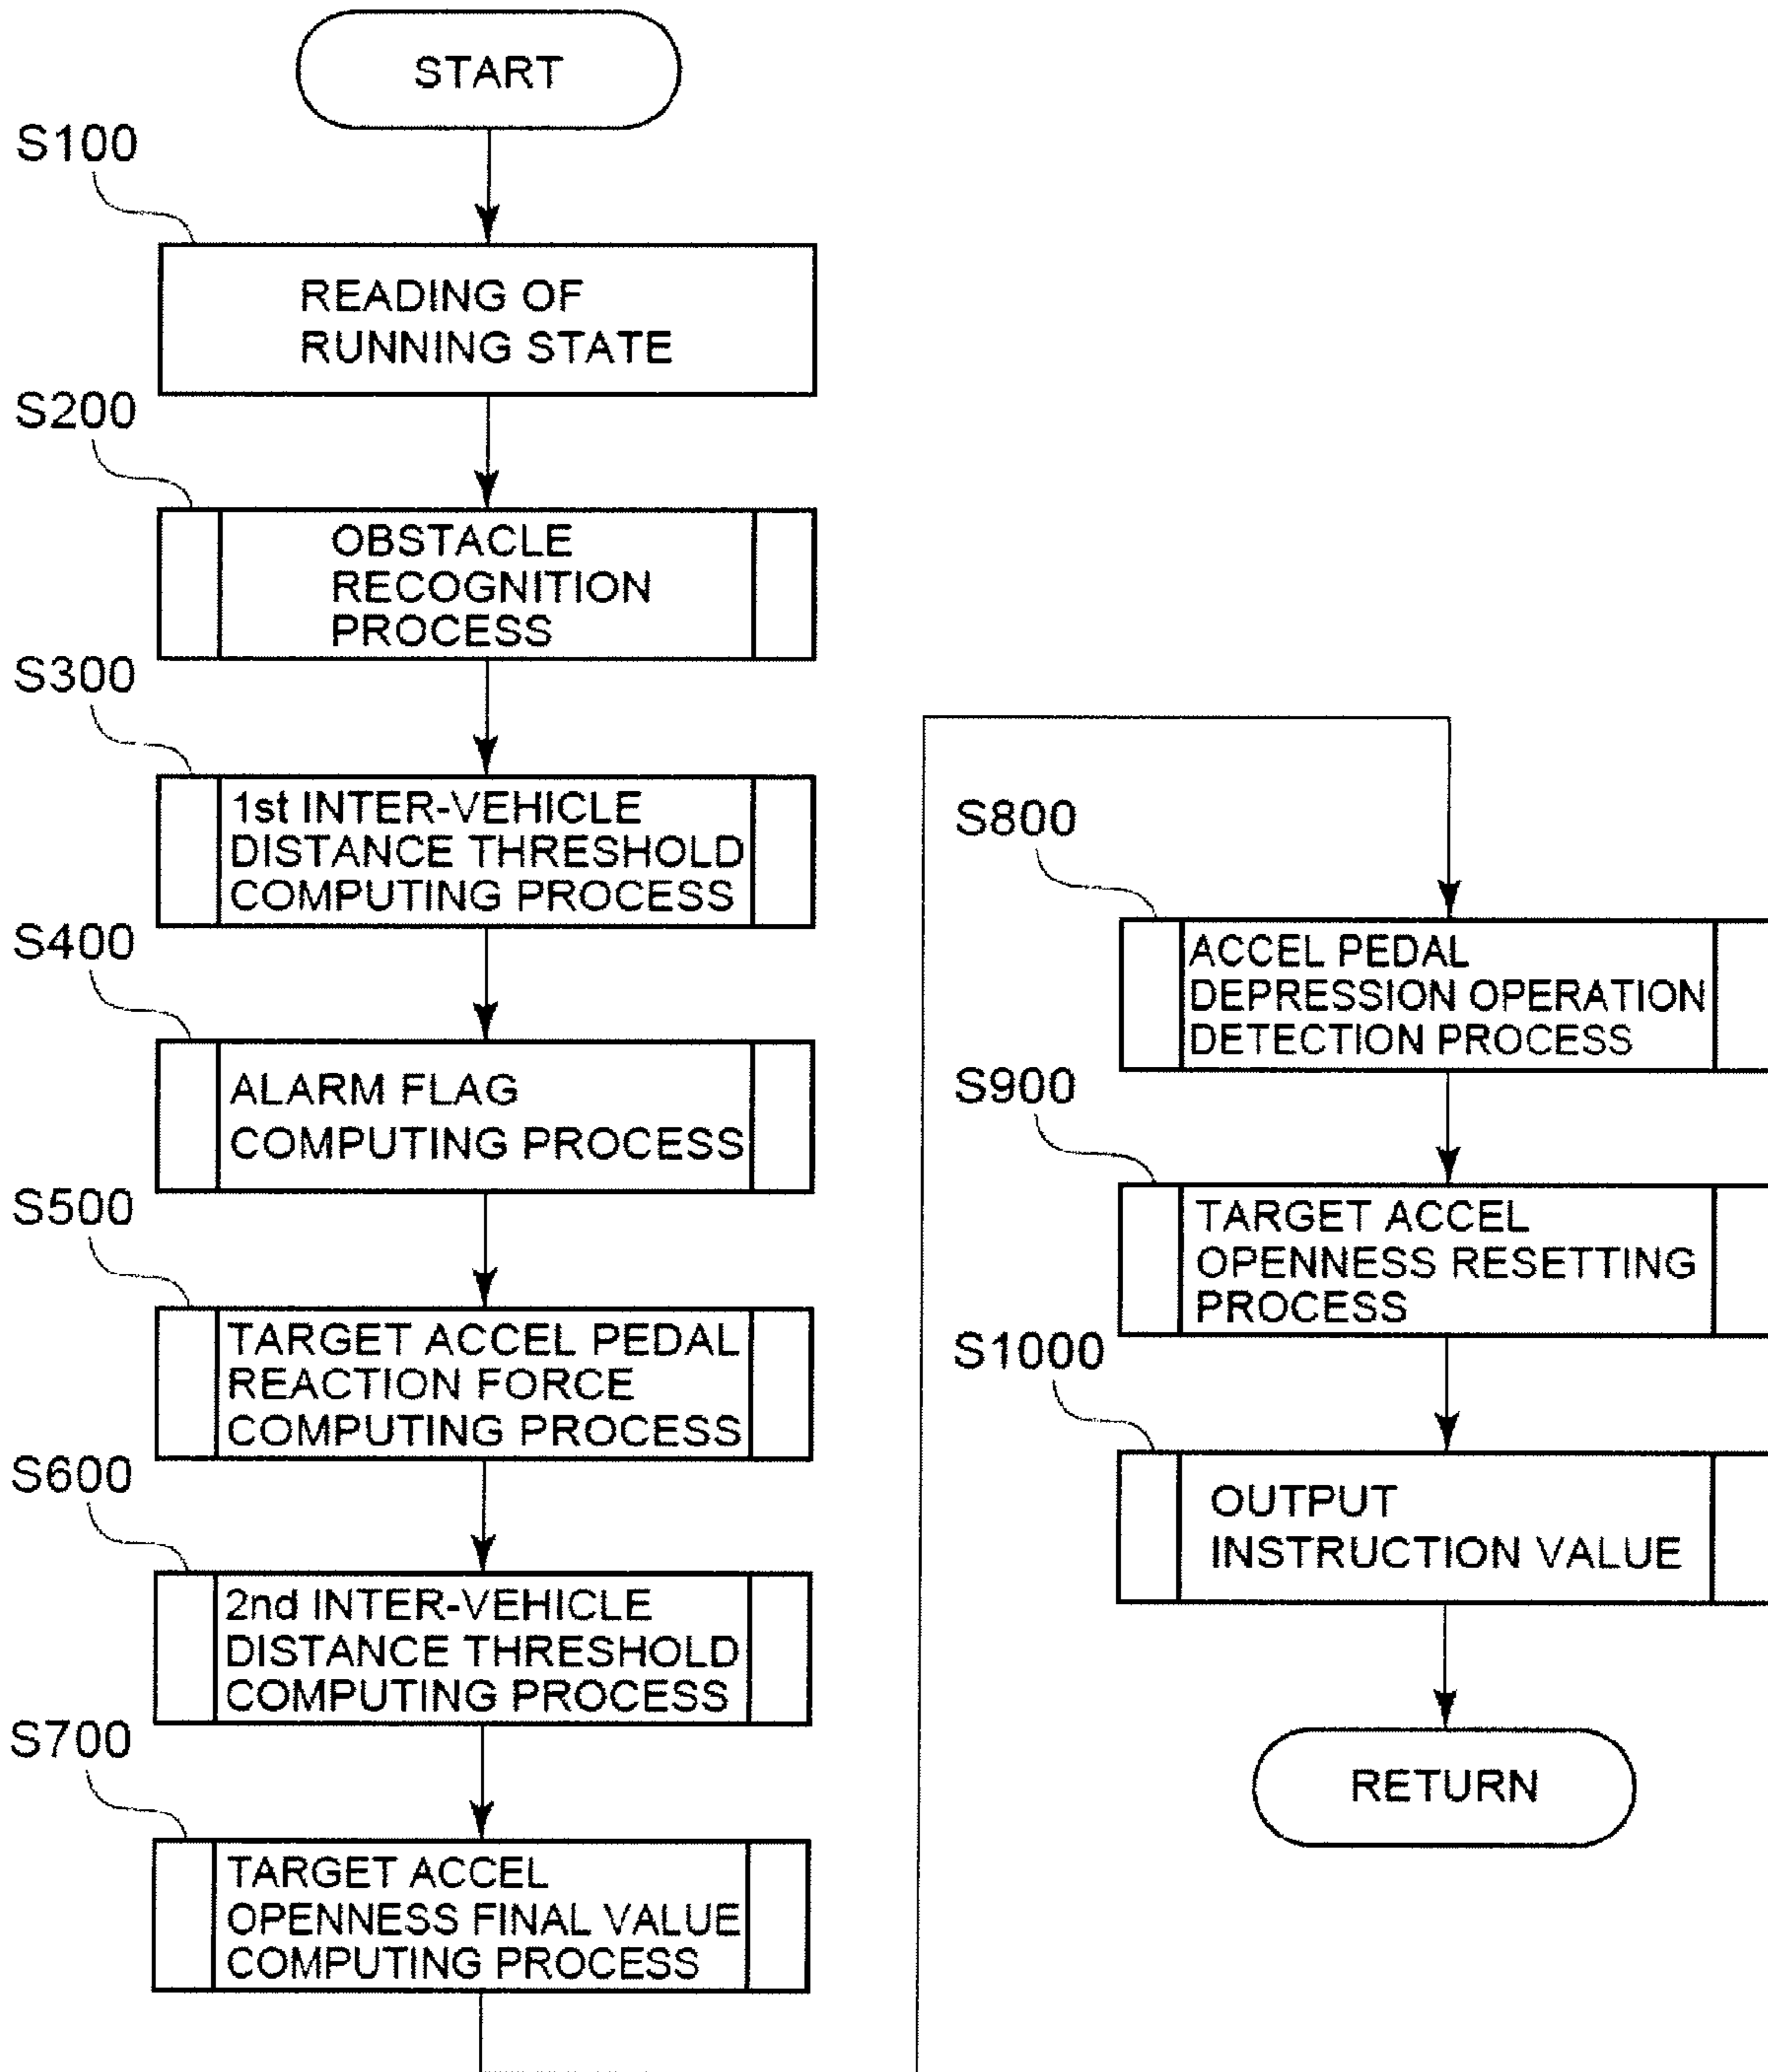 START
S100
READING OF
RUNNING STATE
S200
OBSTACLE
RECOGNITION
PROCESS
S300
1st INTER-VEHICLE
DISTANCE THRESHOLD
COMPUTING PROCESS
S400
ALARM FLAG
COMPUTING PROCESS
S500
TARGET ACCEL PEDAL
REACTION FORCE
COMPUTING PROCESS
S600
2nd INTER-VEHICLE
DISTANCE THRESHOLD
COMPUTING PROCESS
S700
TARGET ACCEL
OPENNESS FINAL VALUE
COMPUTING PROCESS
S800
ACCEL PEDAL
DEPRESSION OPERATION
DETECTION PROCESS
S900
TARGET ACCEL
OPENNESS RESETTING
PROCESS
S1000
OUTPUT
INSTRUCTION VALUE
RETURN